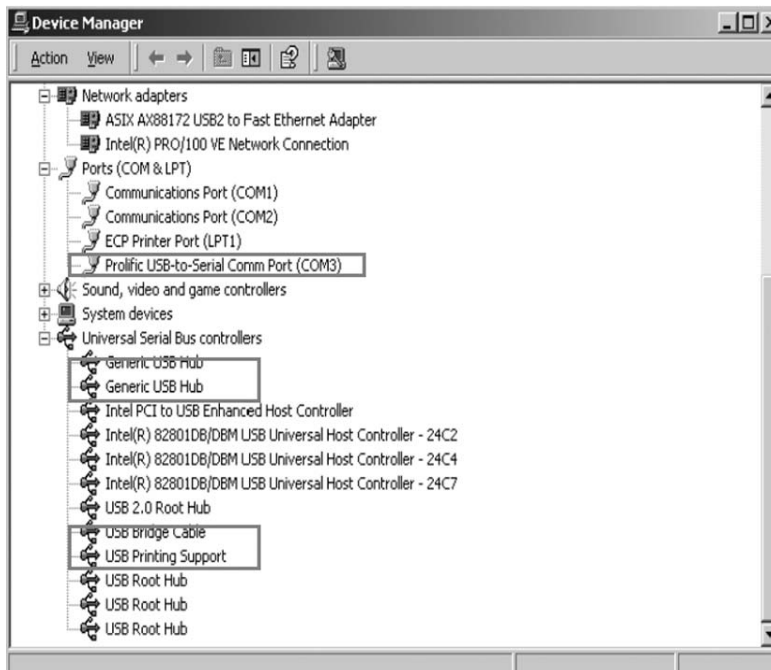 Device Manager
Action View
Network adapters
ASIX AX88172 USB2 to Fast Ethernet Adapter
Intel(R) PRO/100 VE Network Connection
Ports (COM & LPT)
Communications Port (COM1)
Communications Port (COM2)
ECP Printer Port (LPT1)
Prolific USB-to-Serial Comm Port (COM3)
Sound, video and game controllers
System devices
Universal Serial Bus controllers
Generic USB Hub
Generic USB Hub
Intel PCI to USB Enhanced Host Controller
Intel(R) 82801DB/DBM USB Universal Host Controller - 24C2
Intel(R) 82801DB/DBM USB Universal Host Controller - 24C4
Intel(R) 82801DB/DBM USB Universal Host Controller - 24C7
USB 2.0 Root Hub
USB Bridge Cable
USB Printing Support
USB Root Hub
USB Root Hub
USB Root Hub